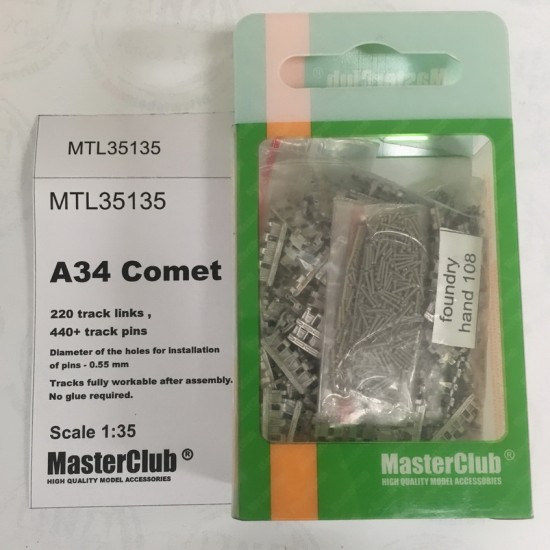 MTL35135
MTL35135
A34 Comet
220 track links ,
440+ track pins
Diameter of the holes for installation
of pins - 0.55 mm
Tracks fully workable after assembly.
No glue required.
Scale 1:35
MasterClub®
HIGH QUALITY MODEL ACCESSORIES
MasterClub
foundry
hand 108
MasterClub®
HIGH QUALITY MODEL ACCESSORIES